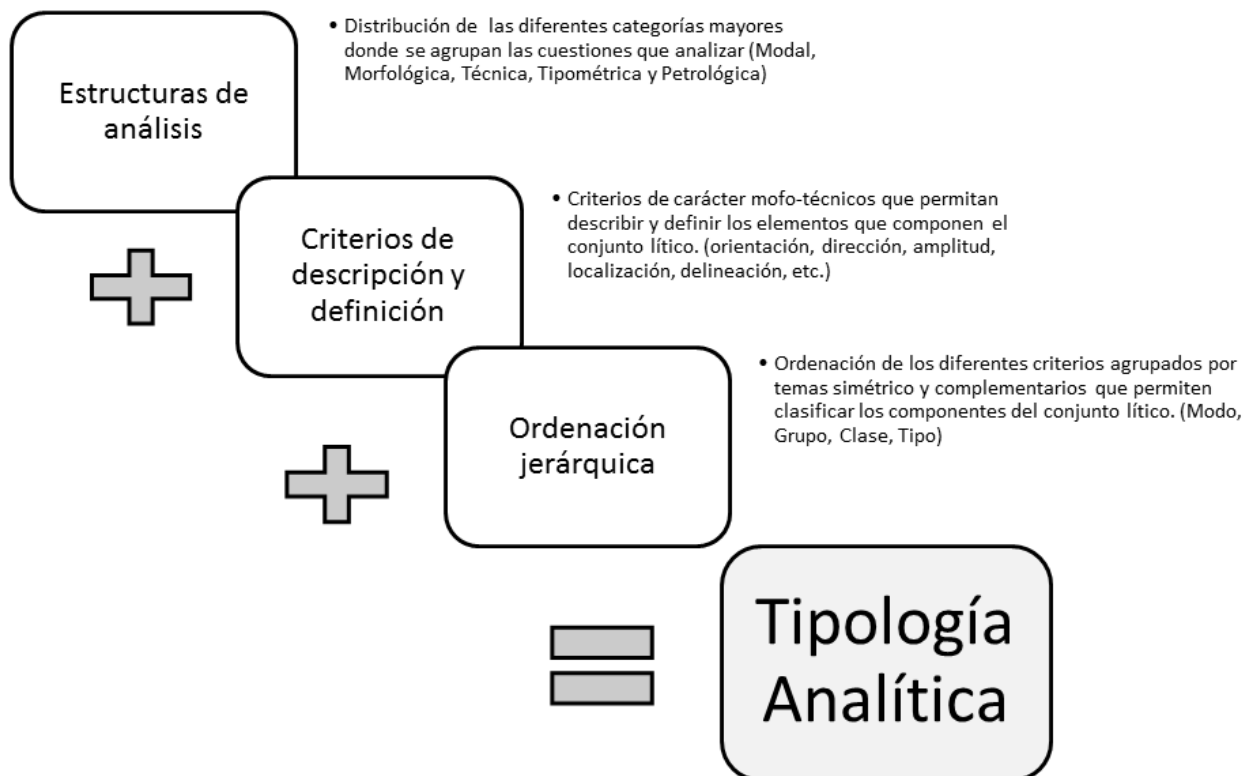 Estructuras de
análisis
• Distribución de las diferentes categorías mayores
donde se agrupan las cuestiones que analizar (Modal,
Morfológica, Técnica, Tipométrica y Petrológica)
Criterios de
descripción y
definición
• Criterios de carácter mofo-técnicos que permitan
describir y definir los elementos que componen el
conjunto lítico. (orientación, dirección, amplitud,
localización, delineación, etc.)
Ordenación
jerárquica
• Ordenación de los diferentes criterios agrupados por
temas simétrico y complementarios que permiten
clasificar los componentes del conjunto lítico. (Modo,
Grupo, Clase, Tipo)
Tipología
Analítica